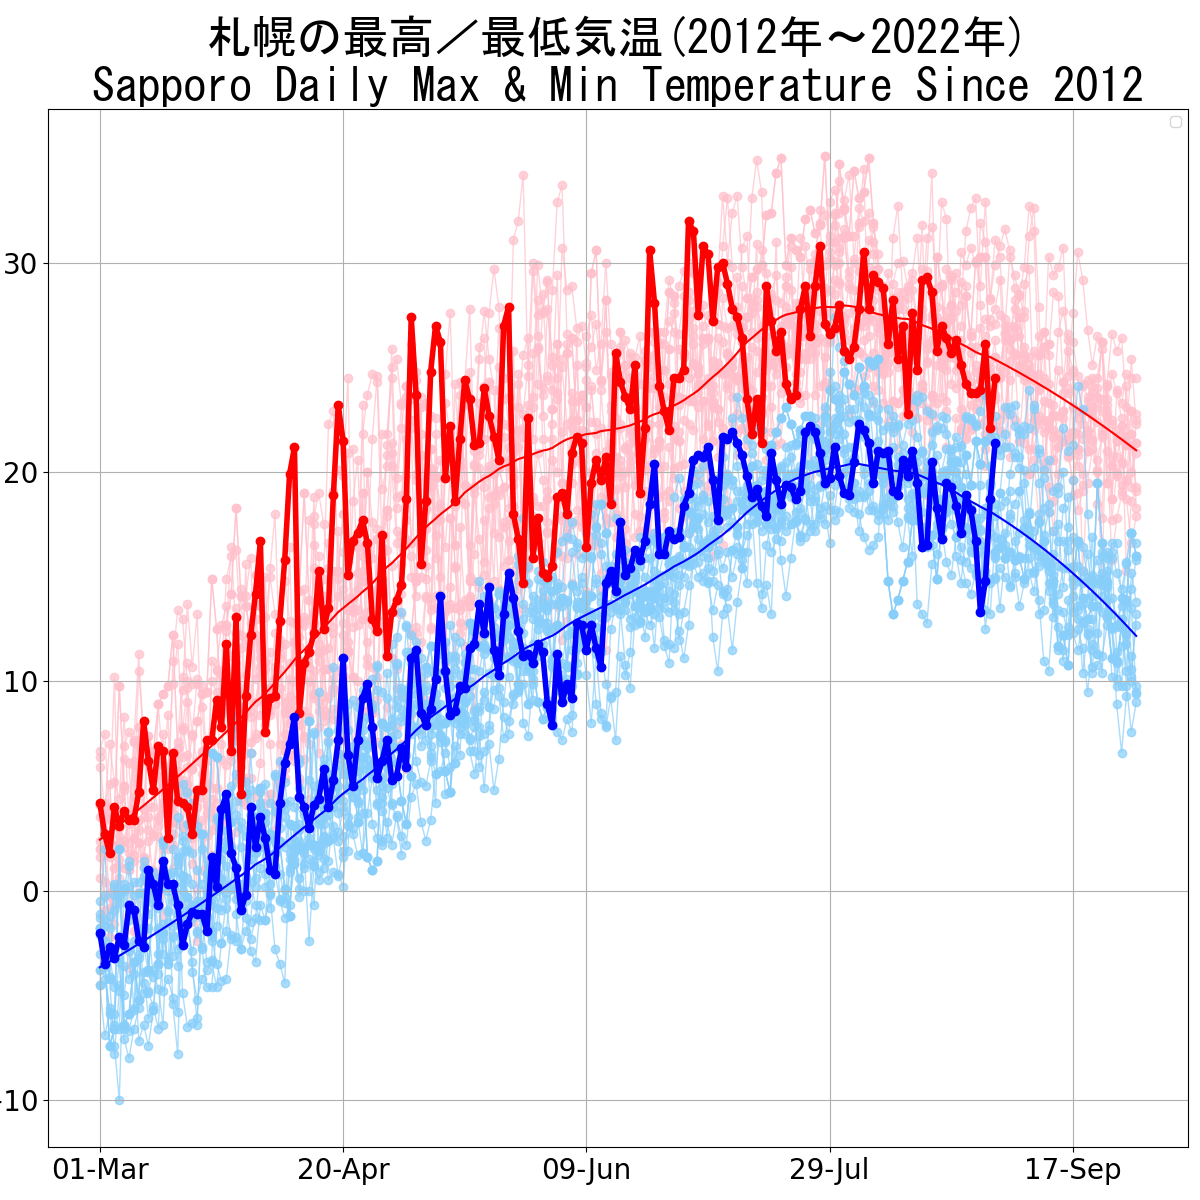 札幌の最高／最低気温(2012年～2022年)
Sapporo Daily Max & Min Temperature Since 2012
30
20
10
0
-10
01-Mar 20-Apr 09-Jun 29-Jul 17-Sep